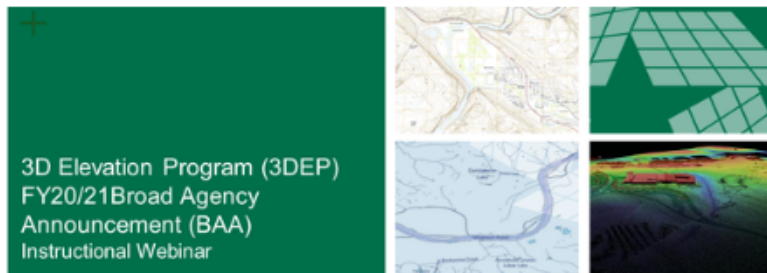 3D Elevation Program (3DEP)
FY20/21Broad Agency
Announcement (BAA)
Instructional Webinar